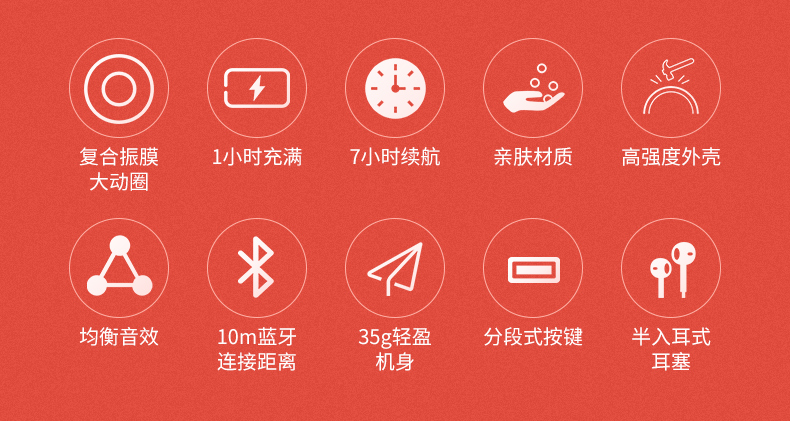 复合振膜
大动圈
1小时充满
7小时续航
亲肤材质
高强度外壳
均衡音效
10m蓝牙
连接距离
35g轻盈
机身
分段式按键
半入耳式
耳塞